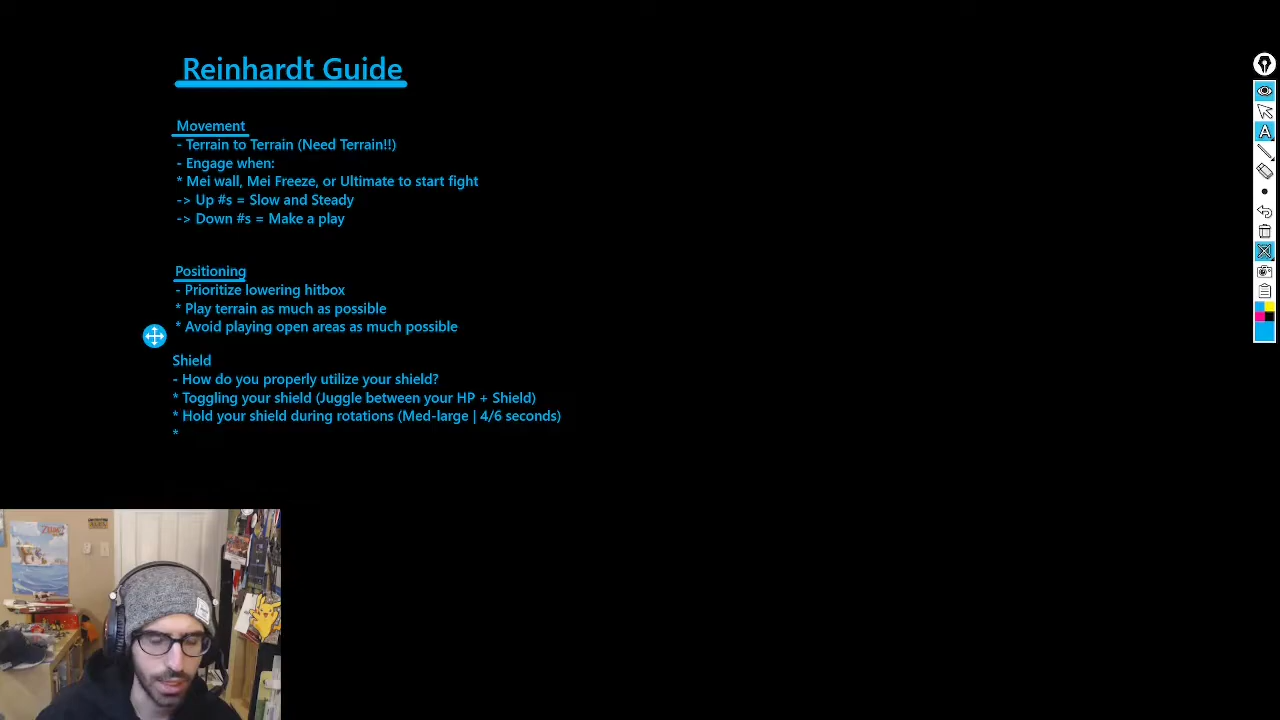 Reinhardt Guide
Movement
- Terrain to Terrain (Need Terrain!!)
- Engage when:
* Mei wall, Mei Freeze, or Ultimate to start fight
-> Up #s = Slow and Steady
-> Down #s = Make a play
Positioning
- Prioritize lowering hitbox
* Play terrain as much as possible
* Avoid playing open areas as much possible
Shield
- How do you properly utilize your shield?
* Toggling your shield (Juggle between your HP + Shield)
* Hold your shield during rotations (Med-large | 4/6 seconds)
*
A